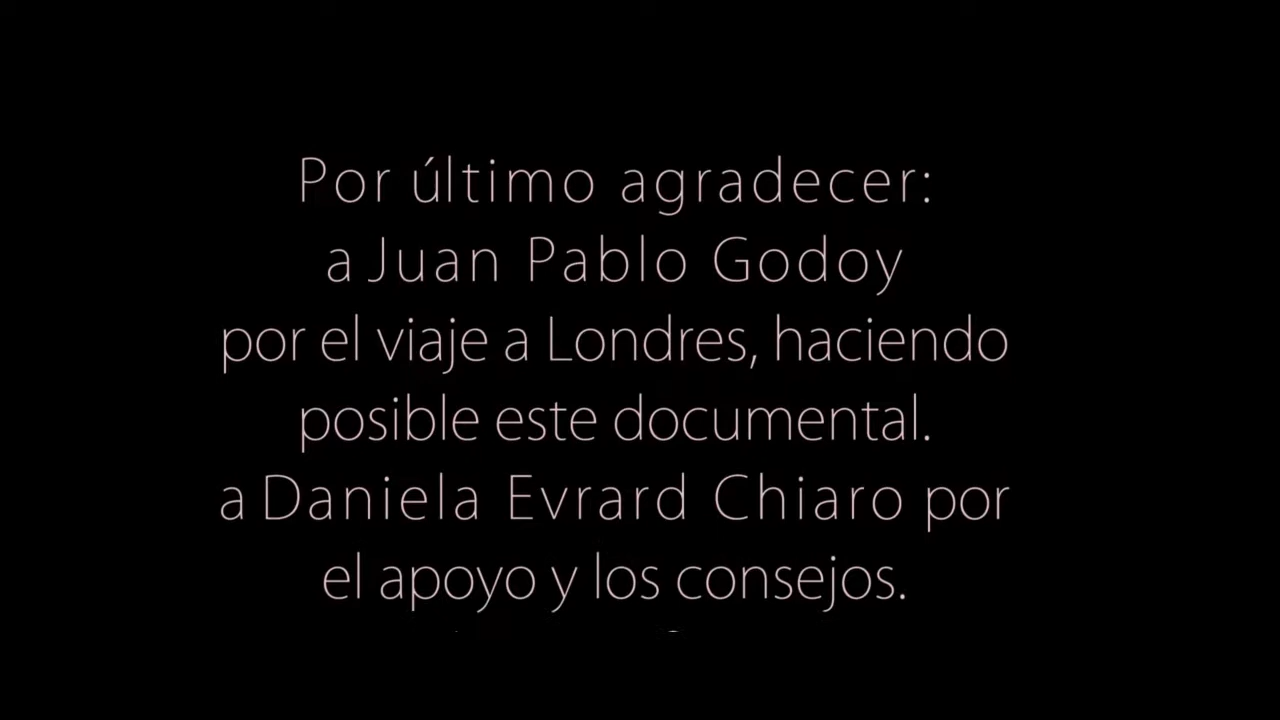 Por último agradecer:
a Juan Pablo Godoy
por el viaje a Londres, haciendo
posible este documental.
a Daniela Evrard Chiaro por
el apoyo y los consejos.